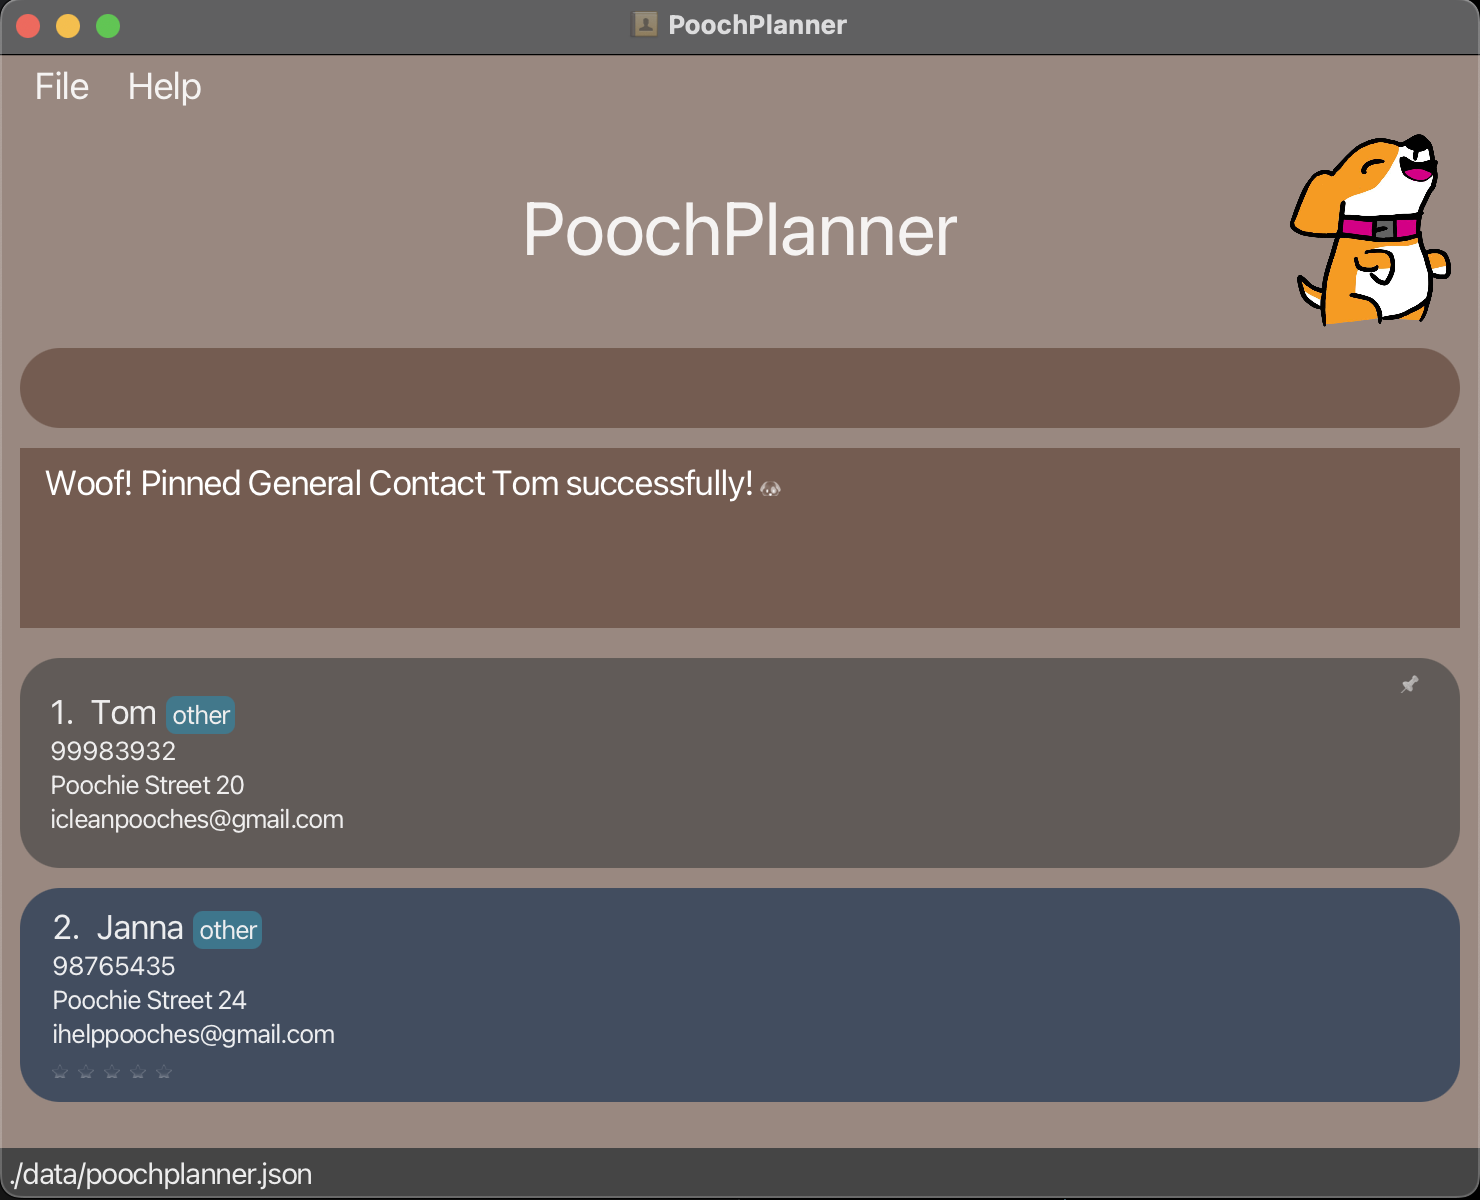 PoochPlanner
File Help
PoochPlanner
Woof! Pinned General Contact Tom successfully!
1. Tom other
99983932
Poochie Street 20
icleanpooches@gmail.com
2. Janna other
98765435
Poochie Street 24
ihelppooches@gmail.com
./data/poochplanner.json